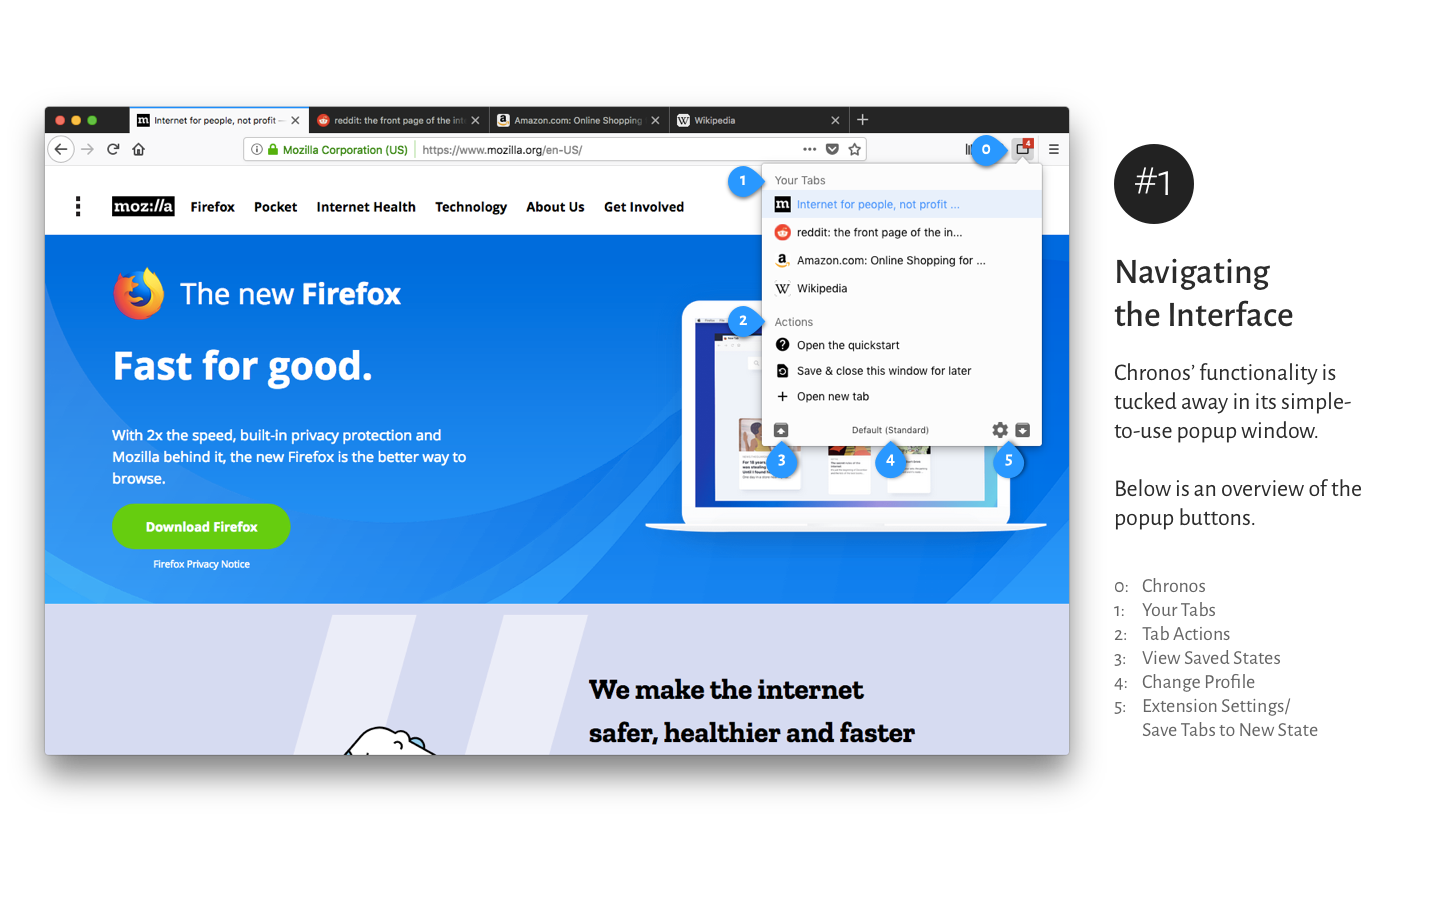 Internet for people, not profit —
reddit: the front page of the int
Amazon.com: Online Shopping
Wikipedia
Mozilla Corporation (US)
https://www.mozilla.org/en-US/
0
4
moz://a
Firefox
Pocket
Internet Health
Technology
About Us
Get Involved
1
Your Tabs
Internet for people, not profit ...
reddit: the front page of the in...
Amazon.com: Online Shopping for ...
Wikipedia
2
Actions
Open the quickstart
Save & close this window for later
Open new tab
Default (Standard)
3
4
5
The new Firefox
Fast for good.
With 2x the speed, built-in privacy protection and
Mozilla behind it, the new Firefox is the better way to
browse.
Download Firefox
Firefox Privacy Notice
For 18 years
was stealing
Until I found
We make the internet
safer, healthier and faster
#1
Navigating
the Interface
Chronos’ functionality is
tucked away in its simple-
to-use popup window.
Below is an overview of the
popup buttons.
0: Chronos
1: Your Tabs
2: Tab Actions
3: View Saved States
4: Change Profile
5: Extension Settings/
Save Tabs to New State